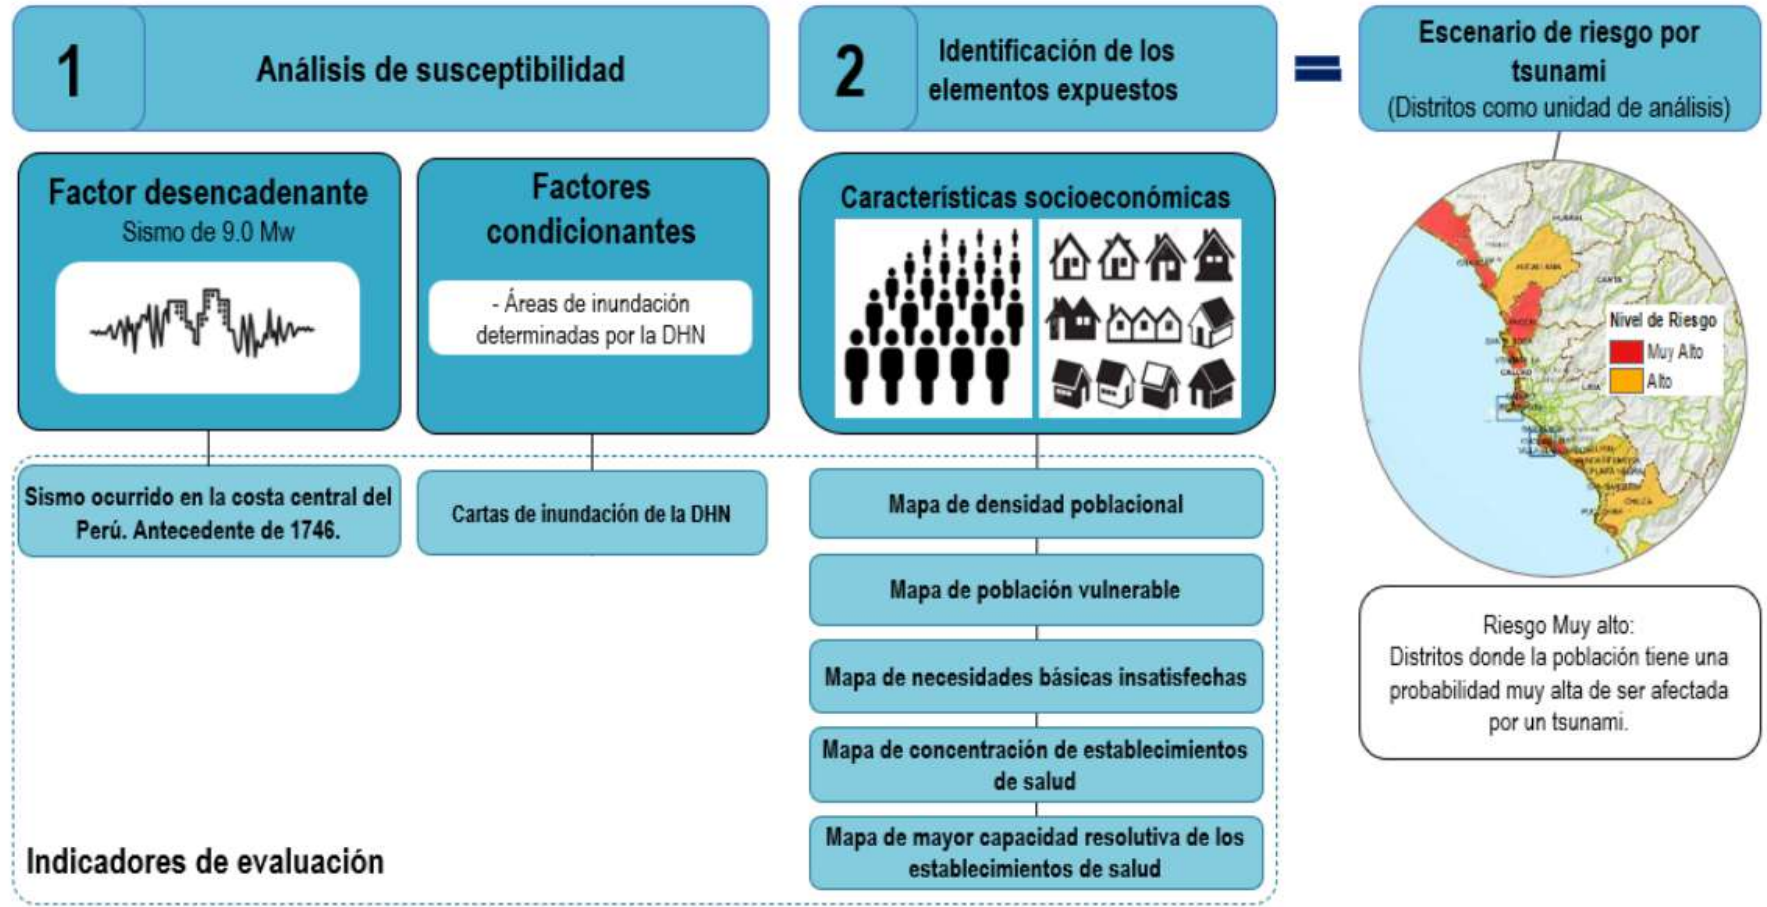 1
Análisis de susceptibilidad
2
Identificación de los
elementos expuestos
Escenario de riesgo por
tsunami
(Distritos como unidad de análisis)
Factor desencadenante
Sismo de 9.0 Mw
Factores
condicionantes
- Áreas de inundación
determinadas por la DHN
Características socioeconómicas
Sismo ocurrido en la costa central del
Perú. Antecedente de 1746.
Cartas de inundación de la DHN
Mapa de densidad poblacional
Mapa de población vulnerable
Mapa de necesidades básicas insatisfechas
Mapa de concentración de establecimientos
de salud
Mapa de mayor capacidad resolutiva de los
establecimientos de salud
Indicadores de evaluación
HUARAL
CANTA
Nivel de Riesgo
Muy Alto
Alto
CALLAO
LIMA
CHILCA
Riesgo Muy alto:
Distritos donde la población tiene una
probabilidad muy alta de ser afectada
por un tsunami.